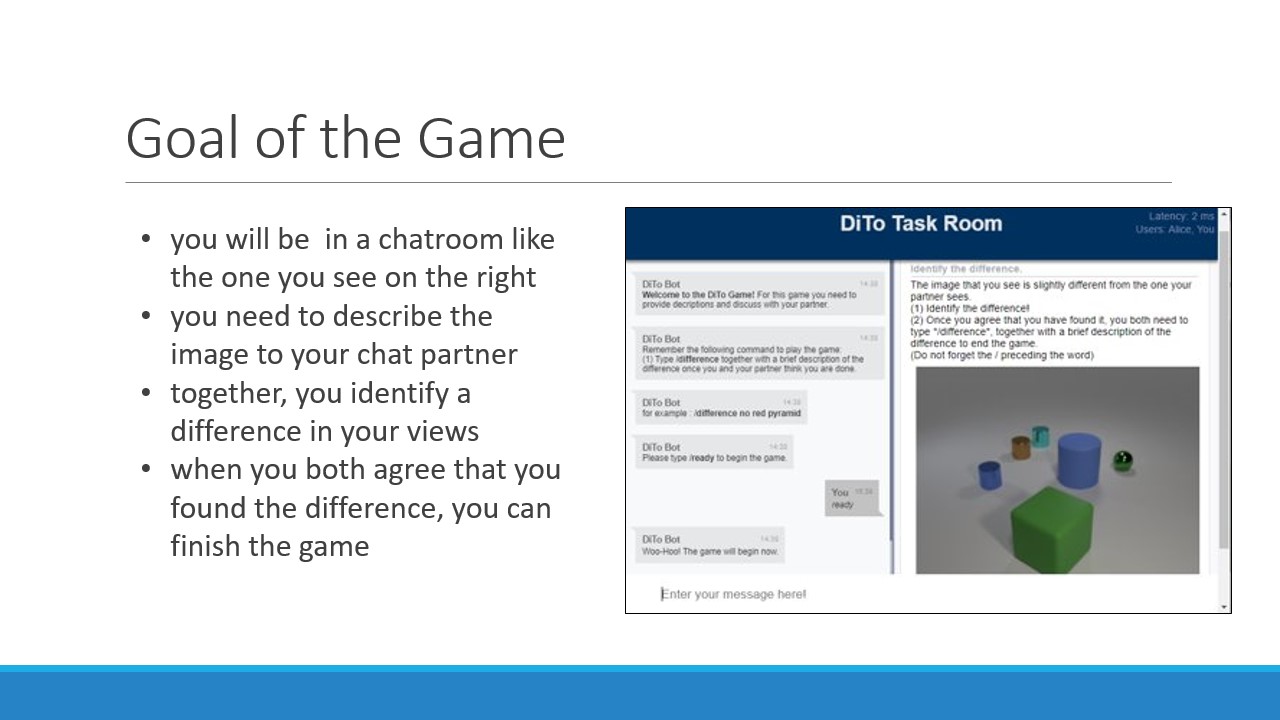 Goal of the Game
• you will be  in a chatroom like
the one you see on the right
• you need to describe the
image to your chat partner
• together, you identify a
difference in your views
• when you both agree that you
found the difference, you can
finish the game
DiTo Task Room
Latency: 2 ms
Users: Alice, You
DiTo Bot 14:39
Welcome to the DiTo Game! For this game you need to
provide decriptions and discuss with your partner.
DiTo Bot 14:39
Remember the following command to play the game:
(1) Type /difference together with a brief description of the
difference once you and your partner think you are done.
DiTo Bot 14:39
for example : /difference no red pyramid
DiTo Bot 14:39
Please type /ready to begin the game.
You
ready
DiTo Bot 14:39
Woo-Hoo! The game will begin now.
Enter your message here!
Identify the difference.
The image that you see is slightly different from the one your
partner sees.
(1) Identify the difference!
(2) Once you agree that you have found it, you both need to
type "/difference", together with a brief description of the
difference to end the game.
(Do not forget the / preceding the word)